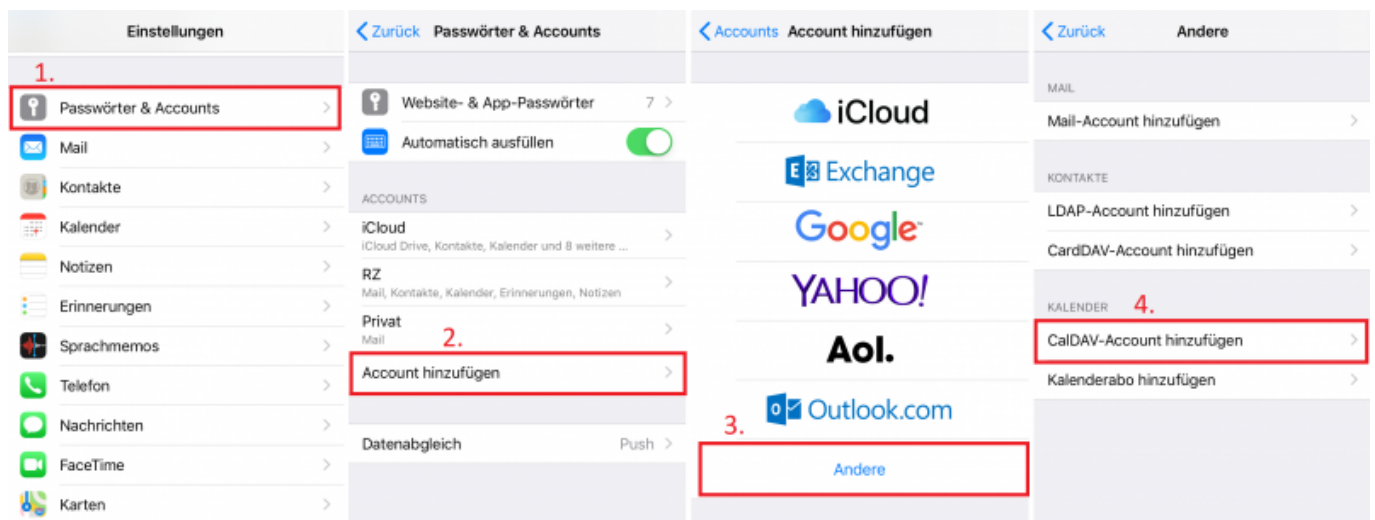 Einstellungen
1.
Passwörter & Accounts
Mail
Kontakte
Kalender
Notizen
Erinnerungen
Sprachmemos
Telefon
Nachrichten
FaceTime
Karten
Zurück Passwörter & Accounts
Website- & App-Passwörter 7
Automatisch ausfüllen
ACCOUNTS
iCloud
iCloud Drive, Kontakte, Kalender und 8 weitere ...
RZ
Mail, Kontakte, Kalender, Erinnerungen, Notizen
Privat
Mail
2.
Account hinzufügen
Datenabgleich Push
Accounts Account hinzufügen
iCloud
E Exchange
Google
YAHOO!
Aol.
o Outlook.com
3.
Andere
Zurück Andere
MAIL
Mail-Account hinzufügen
KONTAKTE
LDAP-Account hinzufügen
CardDAV-Account hinzufügen
KALENDER 4.
CalDAV-Account hinzufügen
Kalenderabo hinzufügen